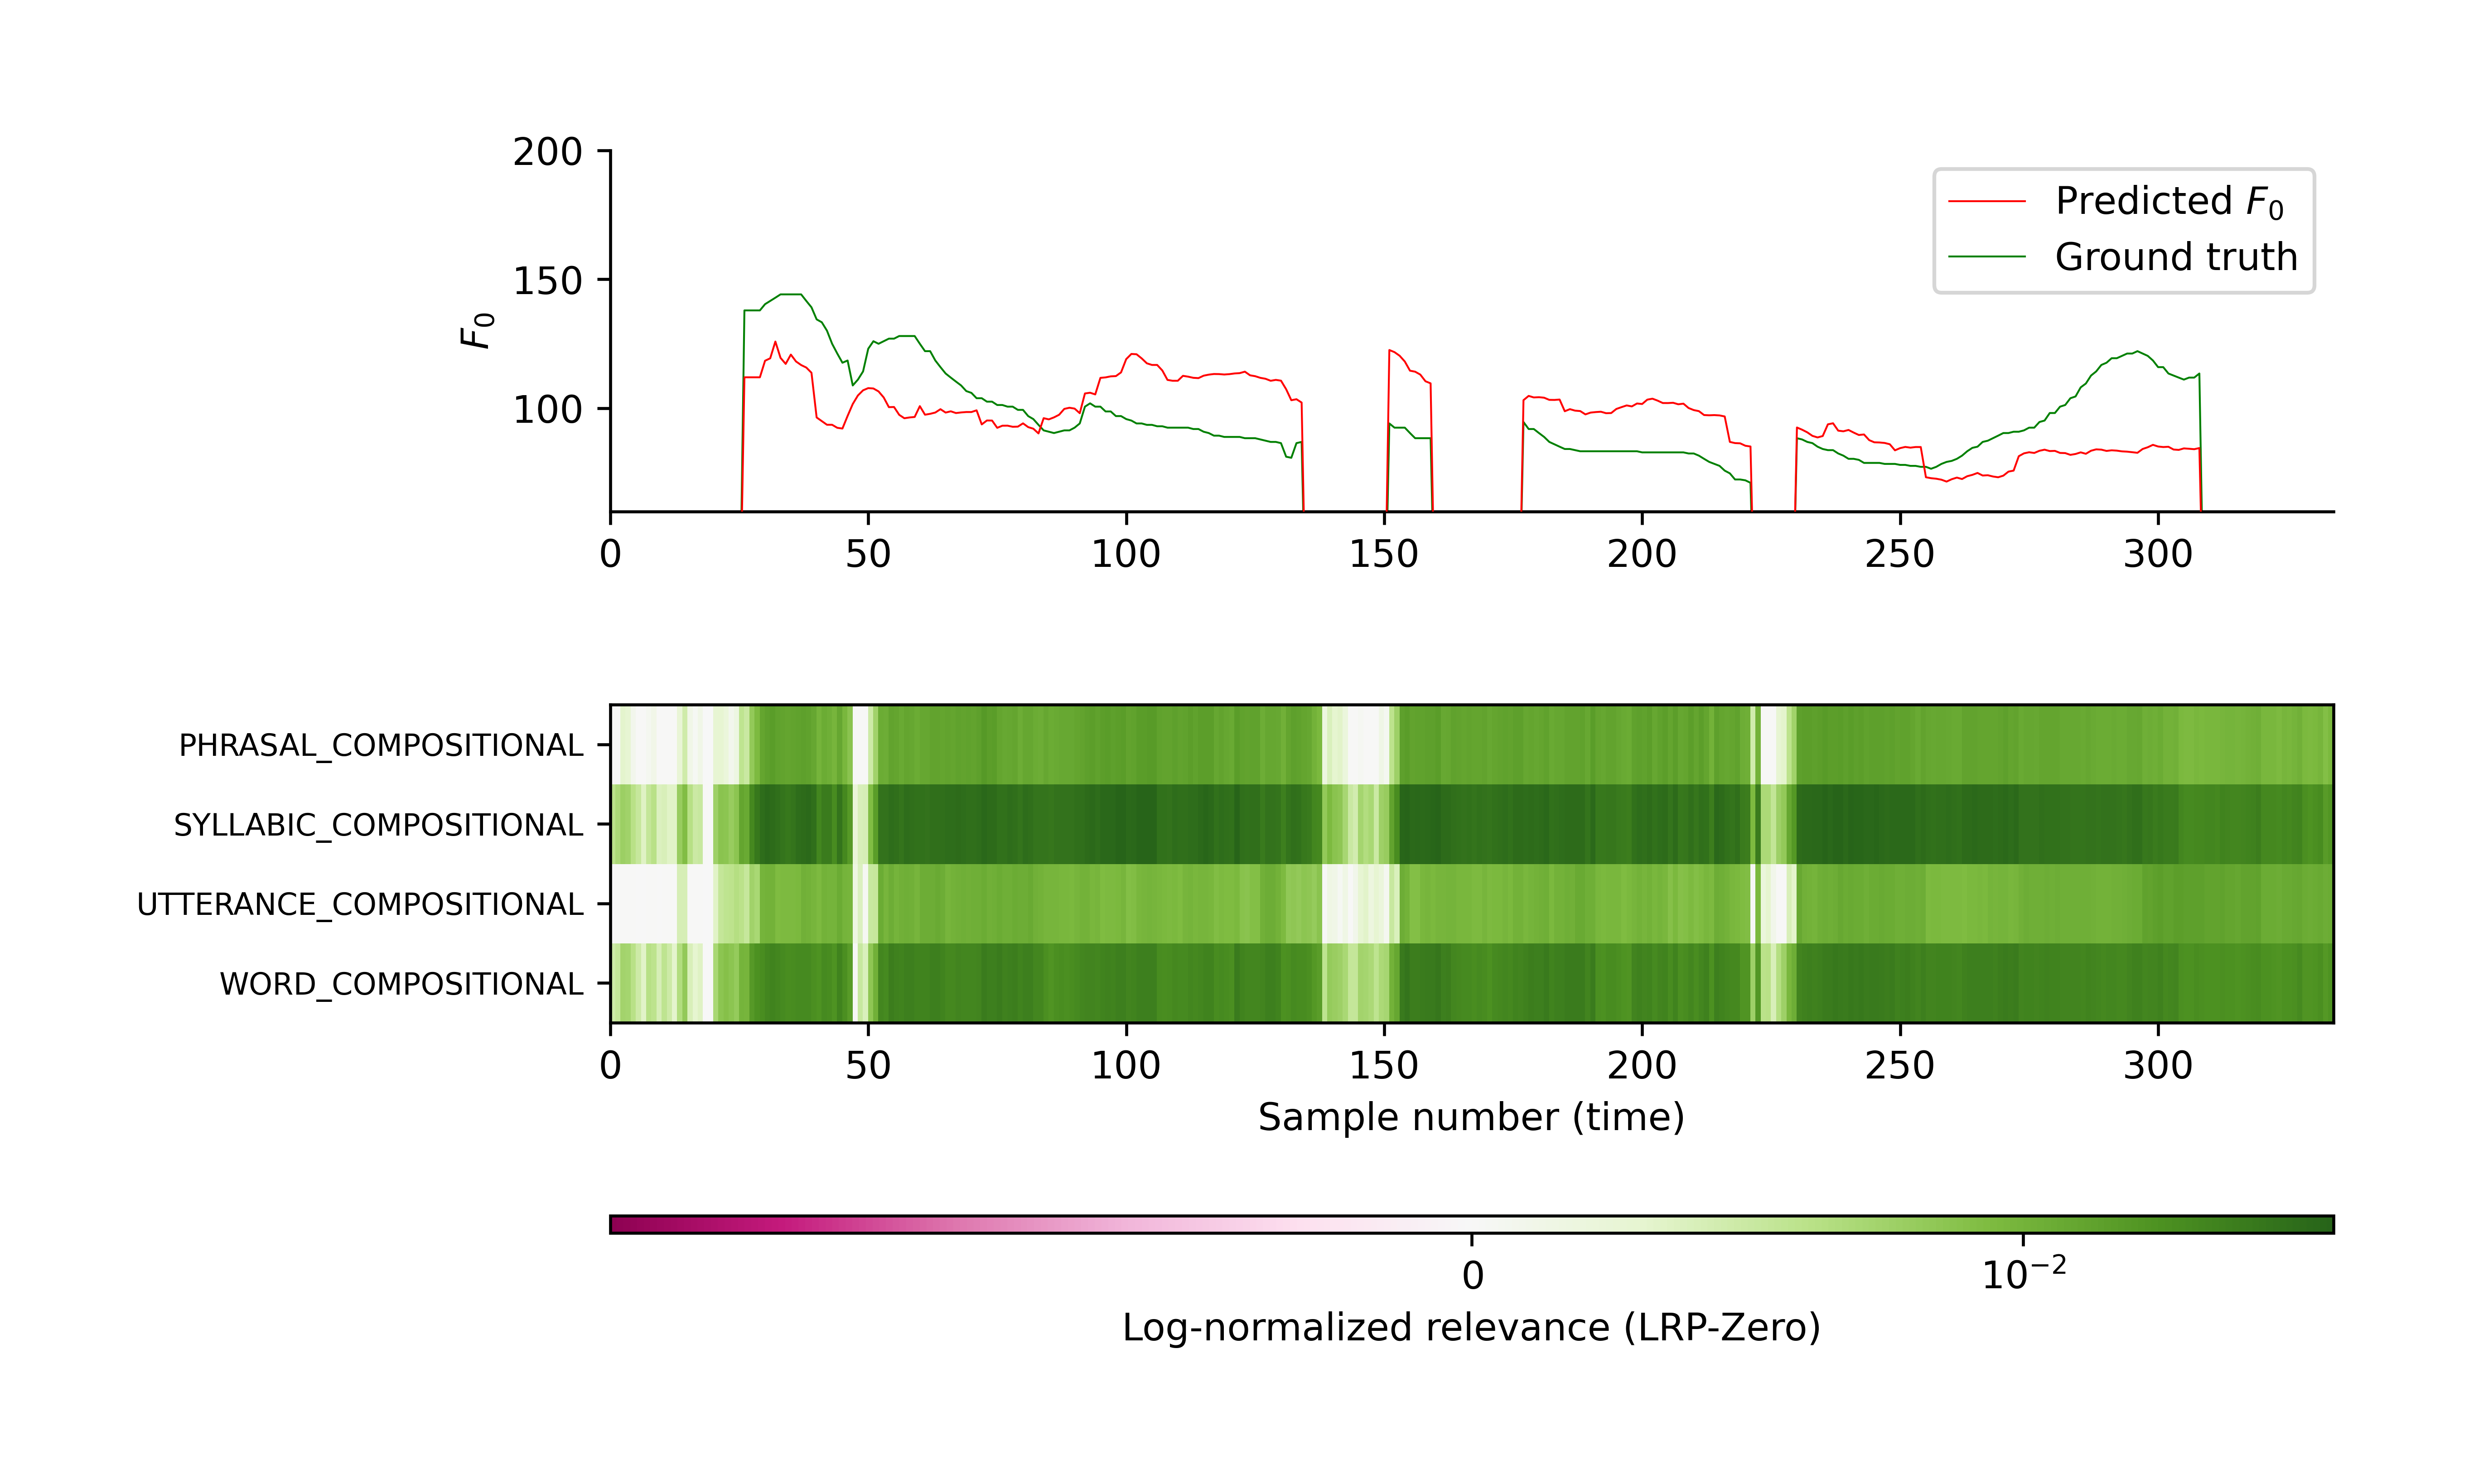 200
150
100
F₀
Predicted F₀
Ground truth
0 50 100 150 200 250 300
PHRASAL_COMPOSITIONAL
SYLLABIC_COMPOSITIONAL
UTTERANCE_COMPOSITIONAL
WORD_COMPOSITIONAL
0 50 100 150 200 250 300
Sample number (time)
0 10⁻²
Log-normalized relevance (LRP-Zero)